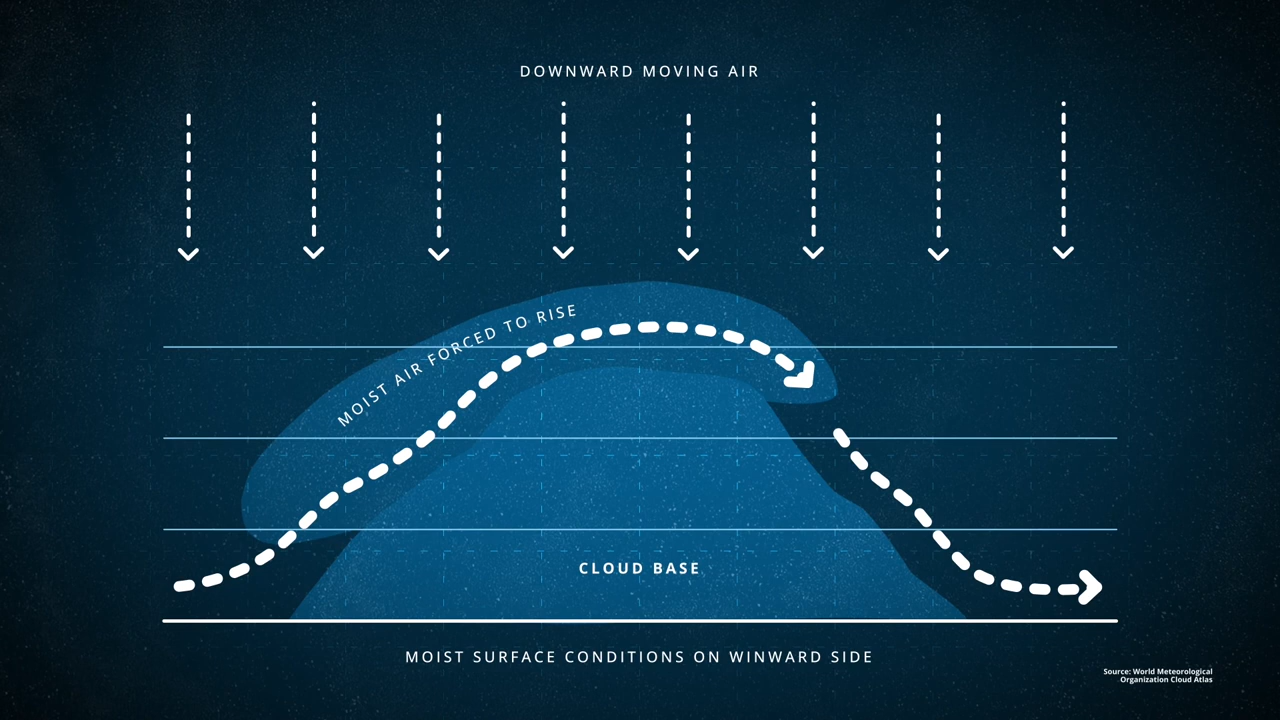 DOWNWARD MOVING AIR
MOIST AIR FORCED TO RISE
CLOUD BASE
MOIST SURFACE CONDITIONS ON WINWARD SIDE
Source: World Meteorological
Organization Cloud Atlas